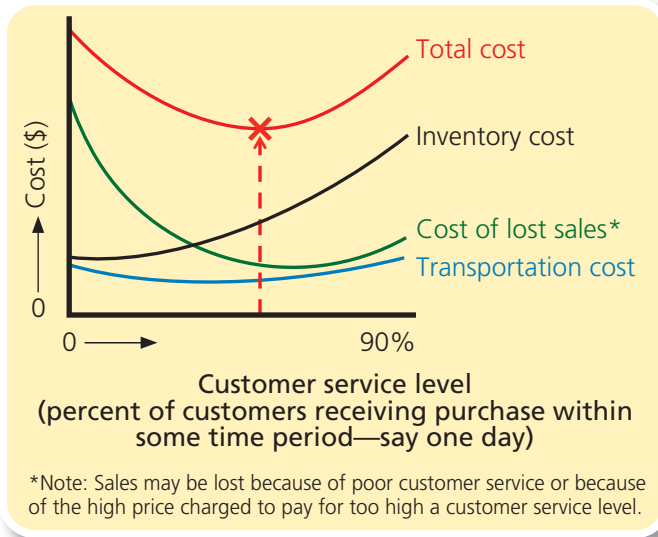 Total cost
Inventory cost
Cost of lost sales*
Transportation cost
Cost ($)
0
0
90%
Customer service level
(percent of customers receiving purchase within
some time period—say one day)
*Note: Sales may be lost because of poor customer service or because
of the high price charged to pay for too high a customer service level.